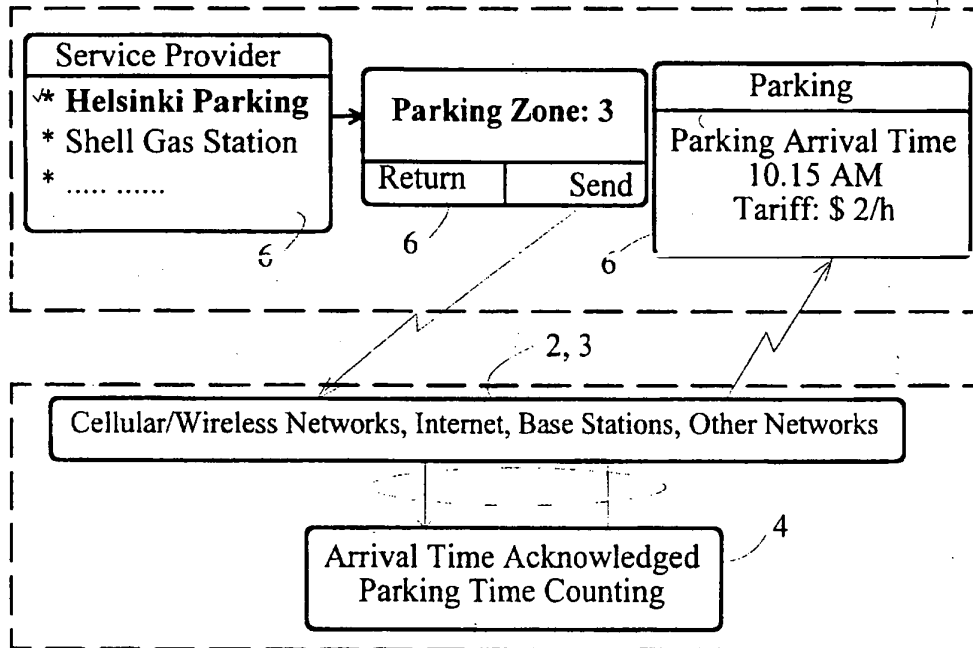 Service Provider
* Helsinki Parking
* Shell Gas Station
* ..... ......
6
Parking Zone: 3
Return Send
6
Parking
Parking Arrival Time
10.15 AM
Tariff: $ 2/h
6
2, 3
Cellular/Wireless Networks, Internet, Base Stations, Other Networks
Arrival Time Acknowledged
Parking Time Counting
4